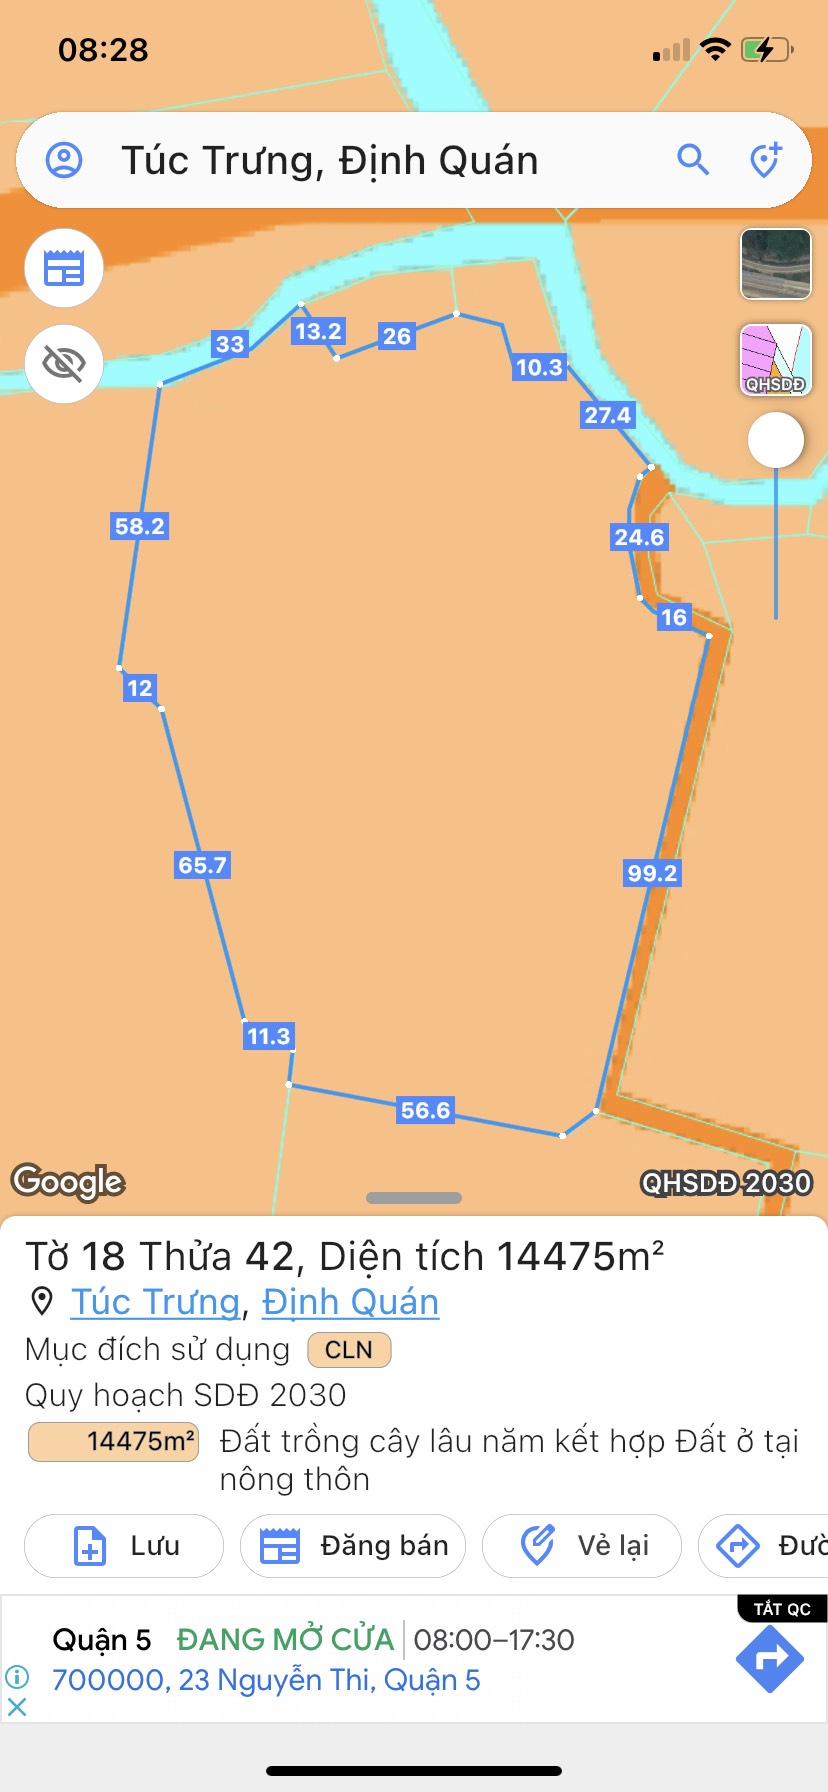 08:28
Túc Trưng, Định Quán
QHSDĐ
33
13.2
26
10.3
27.4
58.2
24.6
16
12
65.7
99.2
11.3
56.6
Google
QHSDĐ 2030
Tờ 18 Thửa 42, Diện tích 14475m²
Túc Trưng, Định Quán
Mục đích sử dụng CLN
Quy hoạch SDĐ 2030
14475m² Đất trồng cây lâu năm kết hợp Đất ở tại
nông thôn
Lưu Đăng bán Vẻ lại Đườ
TẮT QC
Quận 5 ĐANG MỞ CỬA 08:00–17:30
700000, 23 Nguyễn Thi, Quận 5